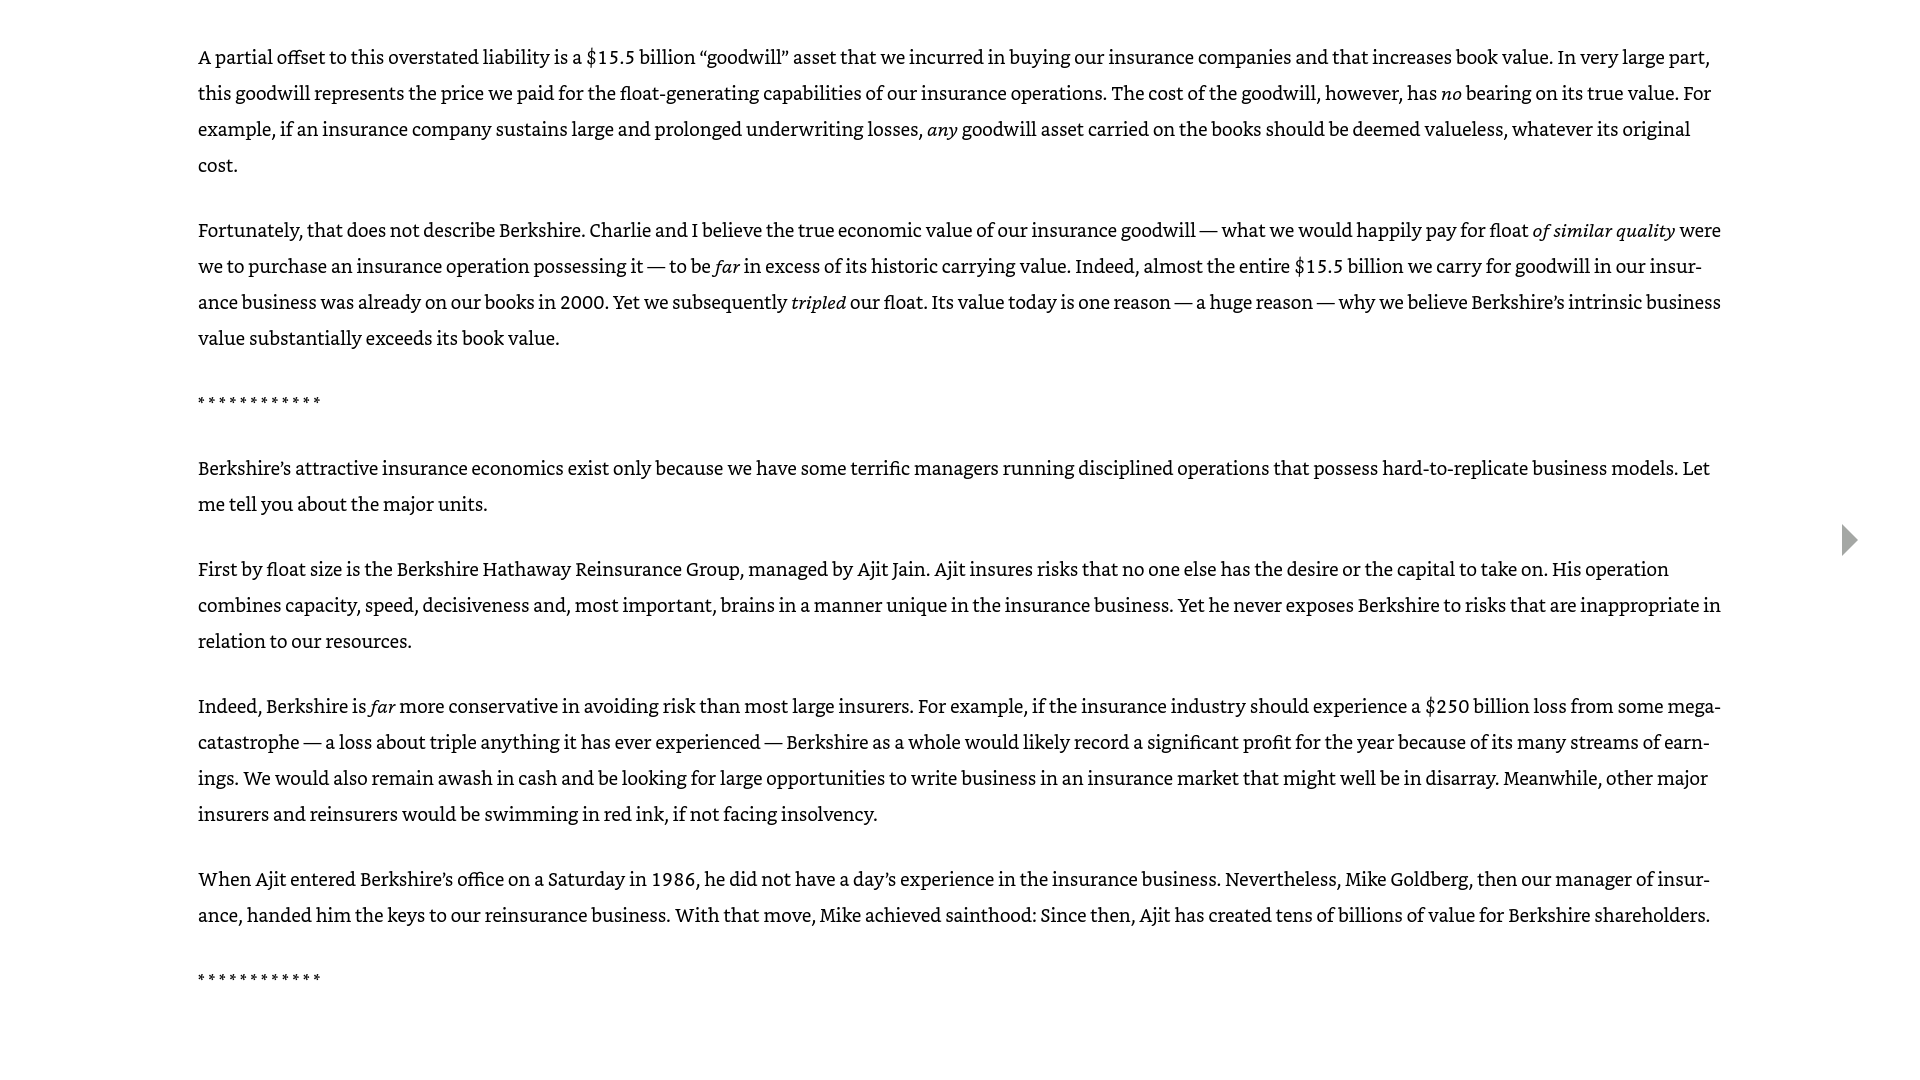 A partial offset to this overstated liability is a $15.5 billion “goodwill” asset that we incurred in buying our insurance companies and that increases book value. In very large part,
this goodwill represents the price we paid for the float-generating capabilities of our insurance operations. The cost of the goodwill, however, has no bearing on its true value. For
example, if an insurance company sustains large and prolonged underwriting losses, any goodwill asset carried on the books should be deemed valueless, whatever its original
cost.
Fortunately, that does not describe Berkshire. Charlie and I believe the true economic value of our insurance goodwill — what we would happily pay for float of similar quality were
we to purchase an insurance operation possessing it — to be far in excess of its historic carrying value. Indeed, almost the entire $15.5 billion we carry for goodwill in our insur-
ance business was already on our books in 2000. Yet we subsequently tripled our float. Its value today is one reason — a huge reason — why we believe Berkshire’s intrinsic business
value substantially exceeds its book value.
* * * * * * * * * * * *
Berkshire’s attractive insurance economics exist only because we have some terrific managers running disciplined operations that possess hard-to-replicate business models. Let
me tell you about the major units.
First by float size is the Berkshire Hathaway Reinsurance Group, managed by Ajit Jain. Ajit insures risks that no one else has the desire or the capital to take on. His operation
combines capacity, speed, decisiveness and, most important, brains in a manner unique in the insurance business. Yet he never exposes Berkshire to risks that are inappropriate in
relation to our resources.
Indeed, Berkshire is far more conservative in avoiding risk than most large insurers. For example, if the insurance industry should experience a $250 billion loss from some mega-
catastrophe — a loss about triple anything it has ever experienced — Berkshire as a whole would likely record a significant profit for the year because of its many streams of earn-
ings. We would also remain awash in cash and be looking for large opportunities to write business in an insurance market that might well be in disarray. Meanwhile, other major
insurers and reinsurers would be swimming in red ink, if not facing insolvency.
When Ajit entered Berkshire’s office on a Saturday in 1986, he did not have a day’s experience in the insurance business. Nevertheless, Mike Goldberg, then our manager of insur-
ance, handed him the keys to our reinsurance business. With that move, Mike achieved sainthood: Since then, Ajit has created tens of billions of value for Berkshire shareholders.
* * * * * * * * * * * *